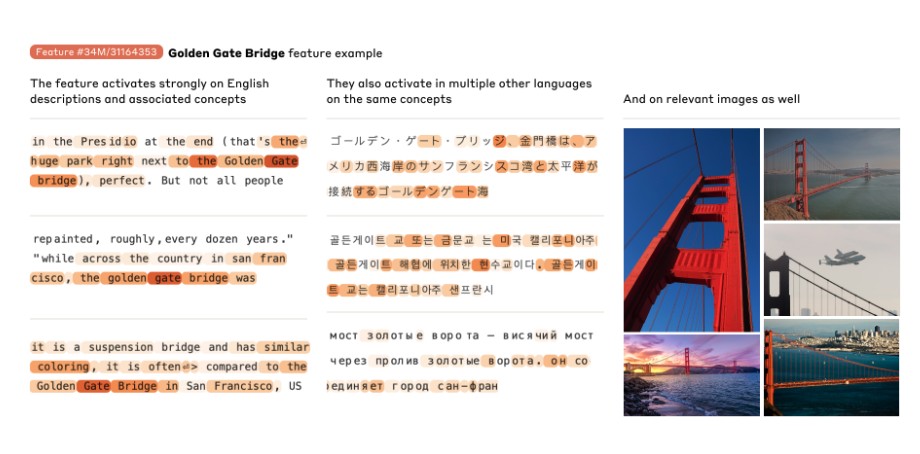 Feature #34M/31164353 Golden Gate Bridge feature example
The feature activates strongly on English
descriptions and associated concepts
in the Presidio at the end (that's the⏎
huge park right next to the Golden Gate
bridge), perfect. But not all people
repainted, roughly, every dozen years."
"while across the country in san fran
cisco, the golden gate bridge was
it is a suspension bridge and has similar
coloring, it is often⏎> compared to the
Golden Gate Bridge in San Francisco, US
They also activate in multiple other languages
on the same concepts
ゴールデン・ゲート・ブリッジ、金門橋は、ア
メリカ西海岸のサンフランシスコ湾と太平洋が
接続するゴールデンゲート海
골든게이트 교 또는 금문교 는 미국 캘리포니아주
골든게이트 해협에 위치한 현수교이다. 골든게이
트 교는 캘리포니아주 샌프란시
мост золотые ворота — висячий мост
через пролив золотые ворота. он со
единяет город сан-фран
And on relevant images as well